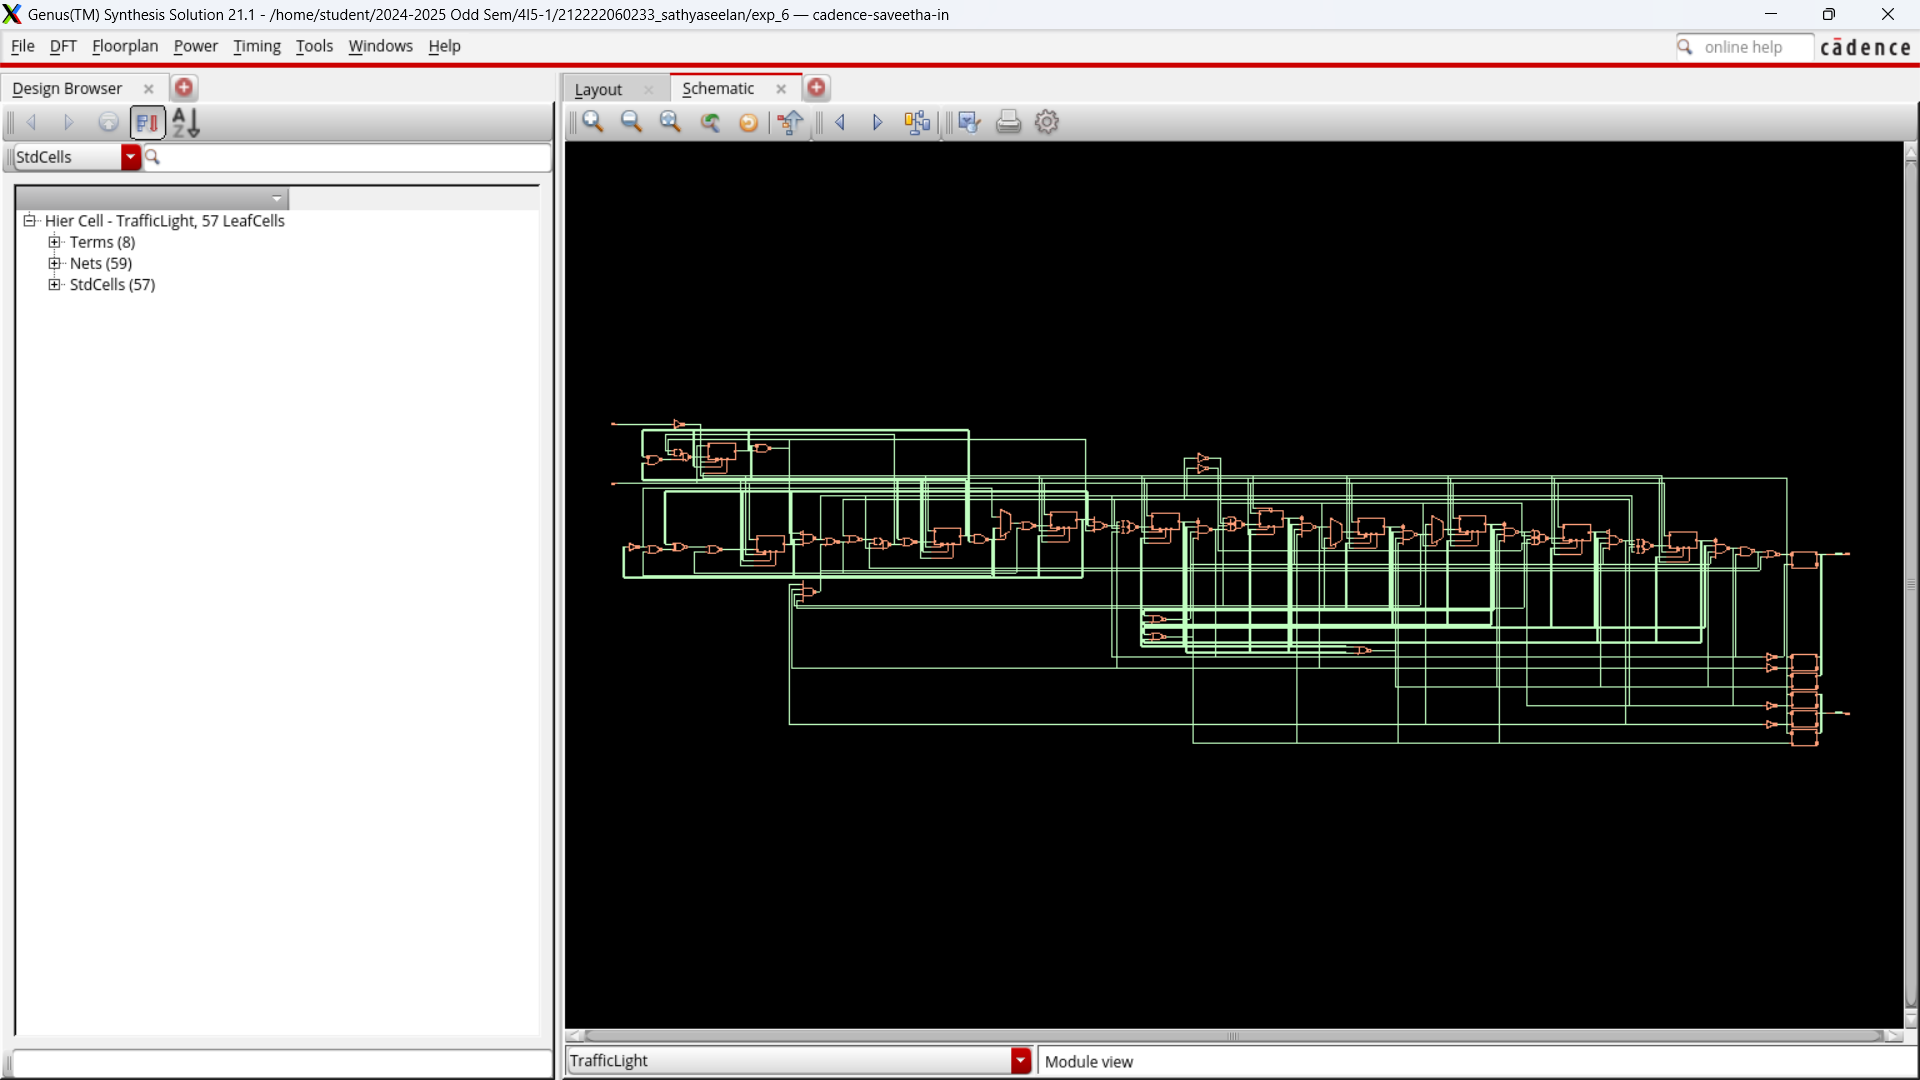 Genus(TM) Synthesis Solution 21.1 - /home/student/2024-2025 Odd Sem/4I5-1/212222060233_sathyaseelan/exp_6 — cadence-saveetha-in
File DFT Floorplan Power Timing Tools Windows Help
online help
cādence
Design Browser
Layout
Schematic
A
Z
StdCells
Hier Cell - TrafficLight, 57 LeafCells
Terms (8)
Nets (59)
StdCells (57)
TrafficLight
Module view